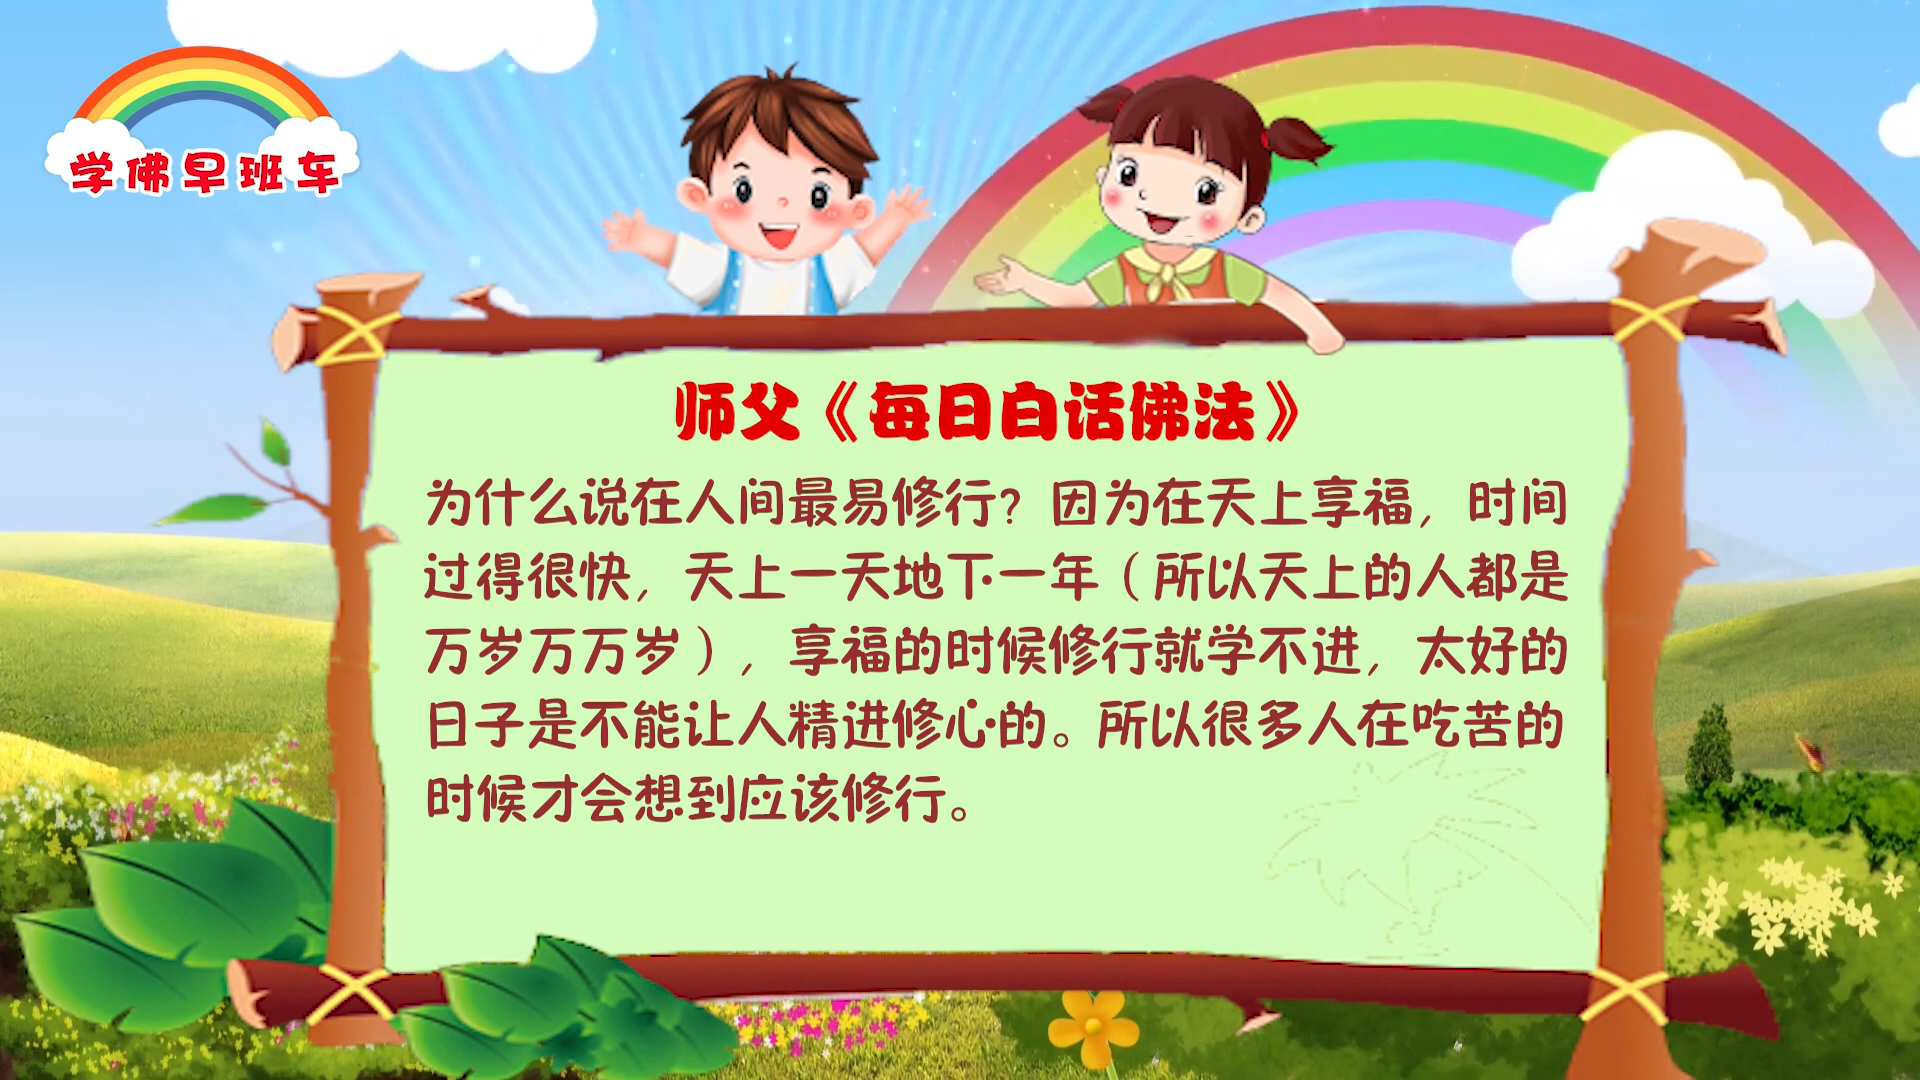 学佛早班车
师父《每日白话佛法》
为什么说在人间最易修行？因为在天上享福，时间
过得很快，天上一天地下一年（所以天上的人都是
万岁万万岁），享福的时候修行就学不进，太好的
日子是不能让人精进修心的。所以很多人在吃苦的
时候才会想到应该修行。